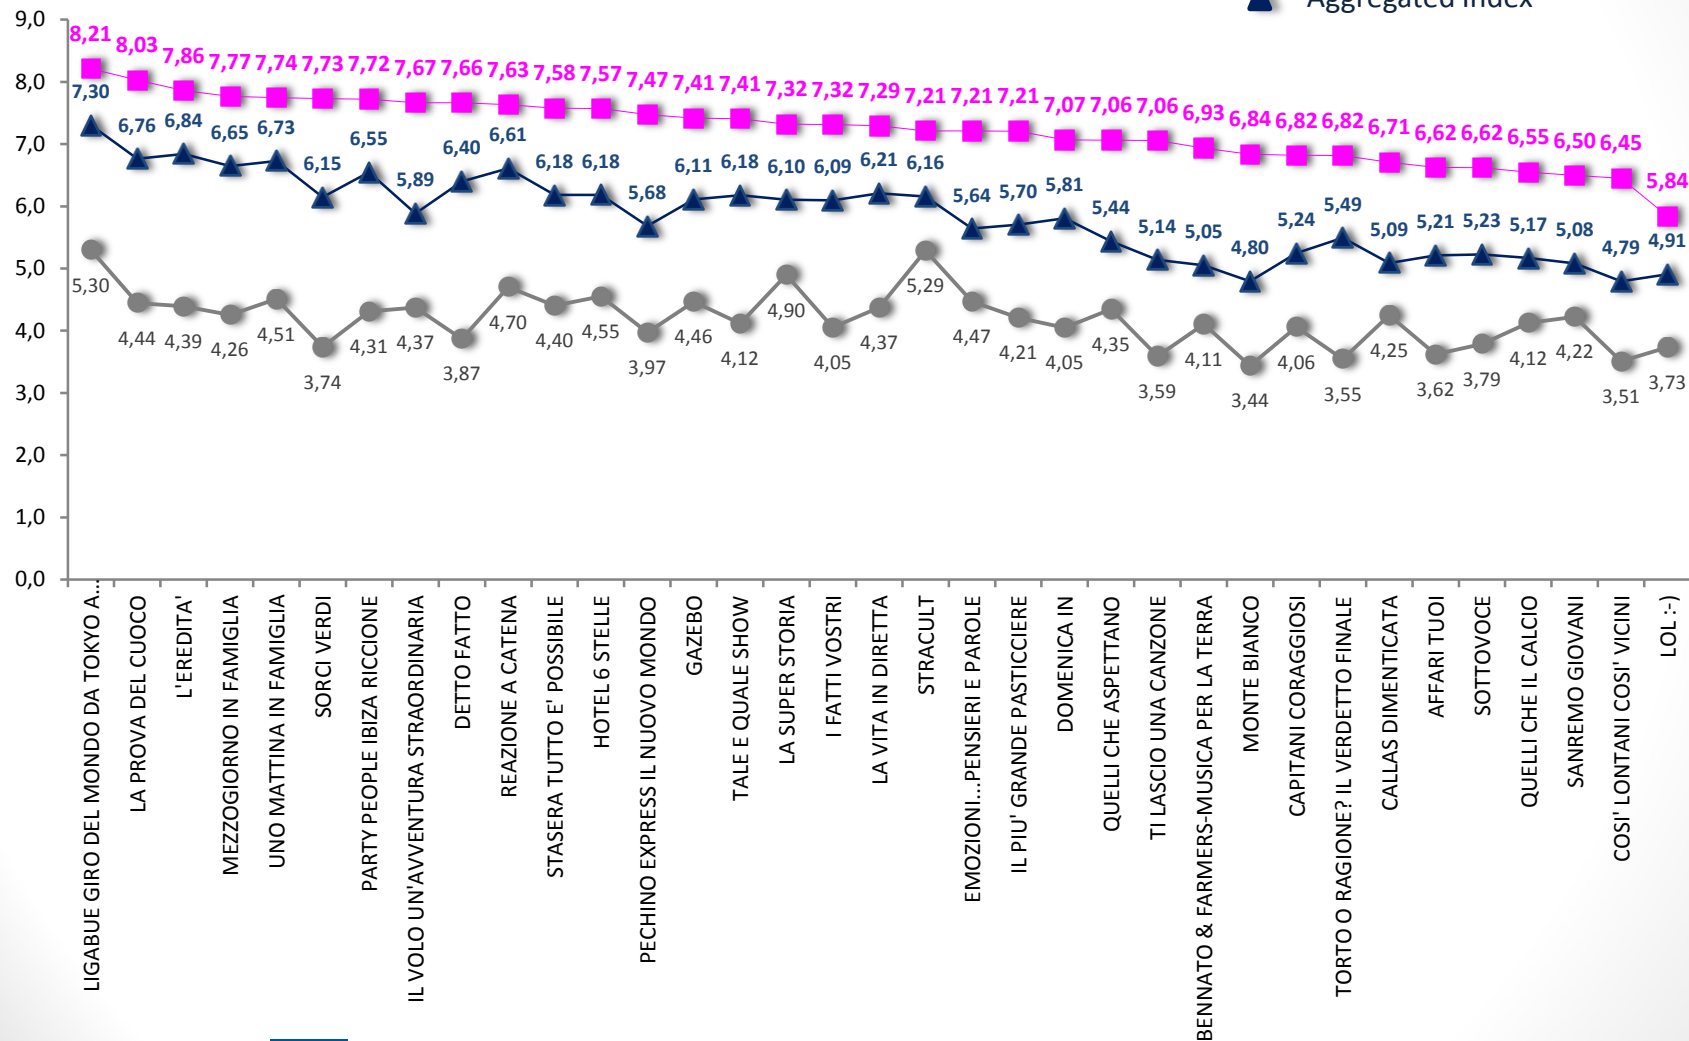 Aggregated Index
9,0
8,0
7,0
6,0
5,0
4,0
3,0
2,0
1,0
0,0
8,21 8,03 7,86 7,77 7,74 7,73 7,72 7,67 7,66 7,63 7,58 7,57 7,47 7,41 7,41 7,32 7,32 7,29 7,21 7,21 7,21 7,07 7,06 7,06 6,93 6,84 6,82 6,82 6,71 6,62 6,62 6,55 6,50 6,45 5,84
7,30 6,76 6,84 6,65 6,73 6,15 6,55 5,89 6,40 6,61 6,18 6,18 5,68 6,11 6,18 6,10 6,09 6,21 6,16 5,64 5,70 5,81 5,44 5,14 5,05 4,80 5,24 5,49 5,09 5,21 5,23 5,17 5,08 4,79 4,91
5,30 4,44 4,39 4,26 4,51 3,74 4,31 4,37 3,87 4,70 4,40 4,55 3,97 4,46 4,12 4,90 4,05 4,37 5,29 4,47 4,21 4,05 4,35 3,59 4,11 3,44 4,06 3,55 4,25 3,62 3,79 4,12 4,22 3,51 3,73
LIGABUE GIRO DEL MONDO DA TOKYO A...
LA PROVA DEL CUOCO
L'EREDITA'
MEZZOGIORNO IN FAMIGLIA
UNO MATTINA IN FAMIGLIA
SORCI VERDI
PARTY PEOPLE IBIZA RICCIONE
IL VOLO UN'AVVENTURA STRAORDINARIA
DETTO FATTO
REAZIONE A CATENA
STASERA TUTTO E' POSSIBILE
HOTEL 6 STELLE
PECHINO EXPRESS IL NUOVO MONDO
GAZEBO
TALE E QUALE SHOW
LA SUPER STORIA
I FATTI VOSTRI
LA VITA IN DIRETTA
STRACULT
EMOZIONI...PENSIERI E PAROLE
IL PIU' GRANDE PASTICCIERE
DOMENICA IN
QUELLI CHE ASPETTANO
TI LASCIO UNA CANZONE
BENNATO & FARMERS-MUSICA PER LA TERRA
MONTE BIANCO
CAPITANI CORAGGIOSI
TORTO O RAGIONE? IL VERDETTO FINALE
CALLAS DIMENTICATA
AFFARI TUOI
SOTTOVOCE
QUELLI CHE IL CALCIO
SANREMO GIOVANI
COSI' LONTANI COSI' VICINI
LOL :-)